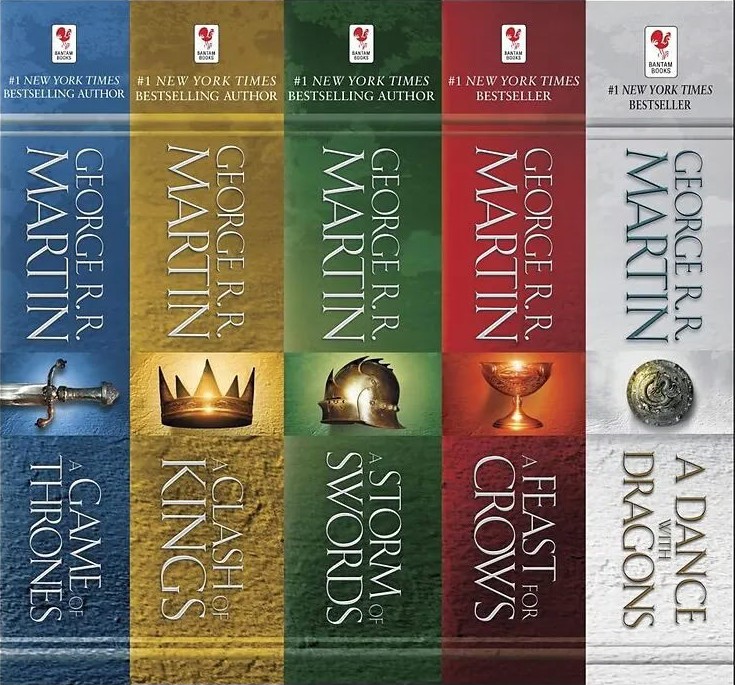 BANTAM
BOOKS
#1 NEW YORK TIMES
BESTSELLING AUTHOR
GEORGE R.R.
MARTIN
A GAME OF
THRONES
BANTAM
BOOKS
#1 NEW YORK TIMES
BESTSELLING AUTHOR
GEORGE R.R.
MARTIN
A CLASH OF
KINGS
BANTAM
BOOKS
#1 NEW YORK TIMES
BESTSELLING AUTHOR
GEORGE R.R.
MARTIN
A STORM OF
SWORDS
BANTAM
BOOKS
#1 NEW YORK TIMES
BESTSELLER
GEORGE R.R.
MARTIN
A FEAST FOR
CROWS
BANTAM
BOOKS
#1 NEW YORK TIMES
BESTSELLER
GEORGE R.R.
MARTIN
A DANCE
WITH
DRAGONS